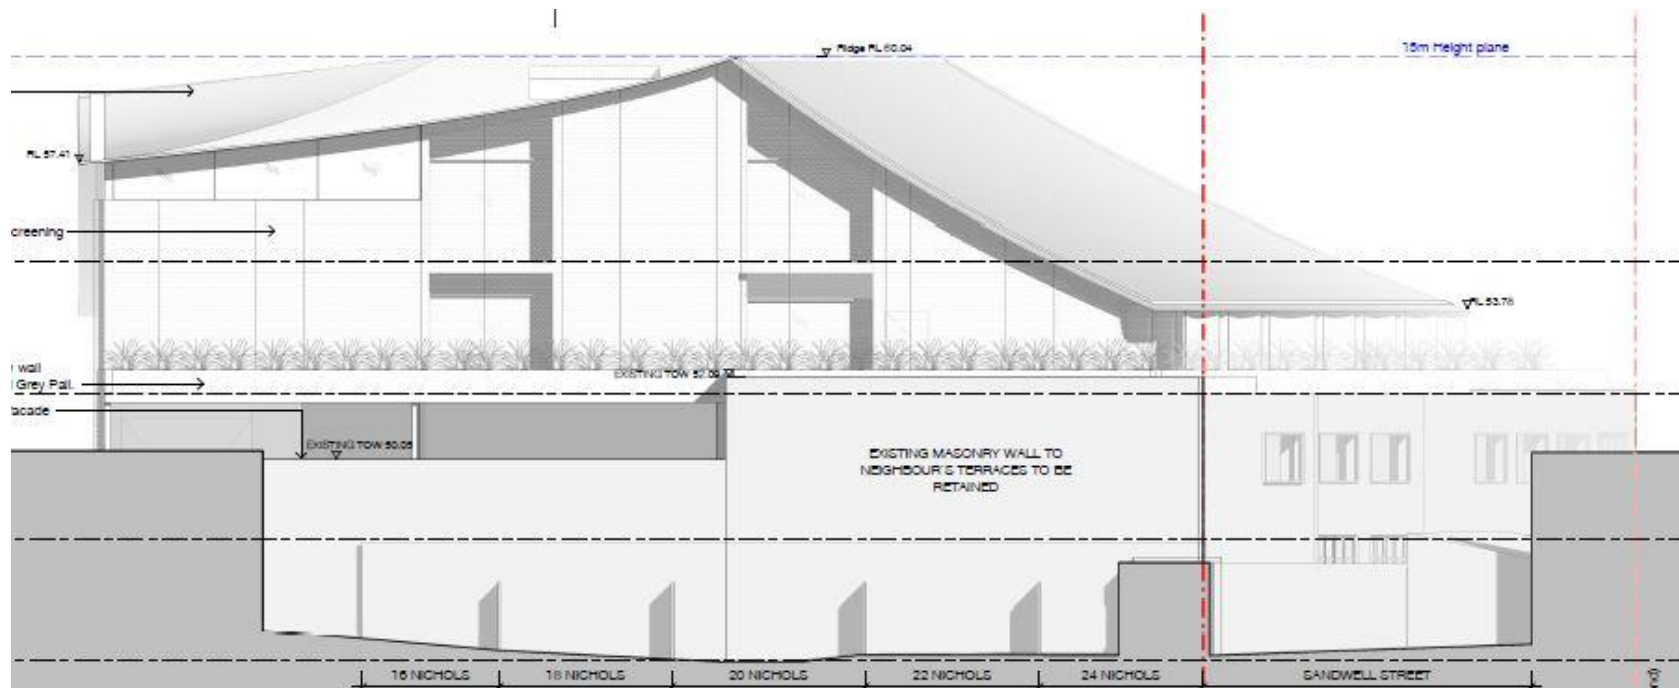 Ridge RL 60.04
15m Height plane
RL 57.41
creening
RL 53.78
y wall
Grey Pail.
acade
EXISTING TOW 52.09
EXISTING TOW 50.05
EXISTING MASONRY WALL TO
NEIGHBOUR'S TERRACES TO BE
RETAINED
16 NICHOLS
18 NICHOLS
20 NICHOLS
22 NICHOLS
24 NICHOLS
SANDWELL STREET